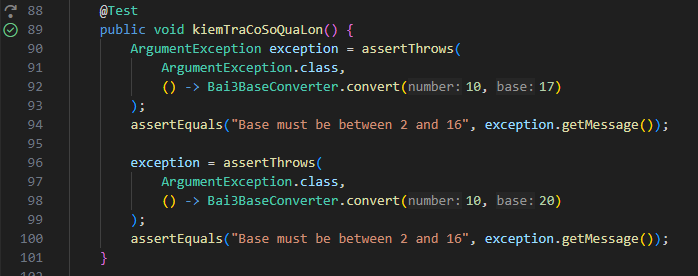 88 @Test
89 public void kiemTraCoSoQuaLon() {
90 ArgumentException exception = assertThrows(
91 ArgumentException.class,
92 () -> Bai3BaseConverter.convert(number: 10, base: 17)
93 );
94 assertEquals("Base must be between 2 and 16", exception.getMessage());
95
96 exception = assertThrows(
97 ArgumentException.class,
98 () -> Bai3BaseConverter.convert(number: 10, base: 20)
99 );
100 assertEquals("Base must be between 2 and 16", exception.getMessage());
101 }